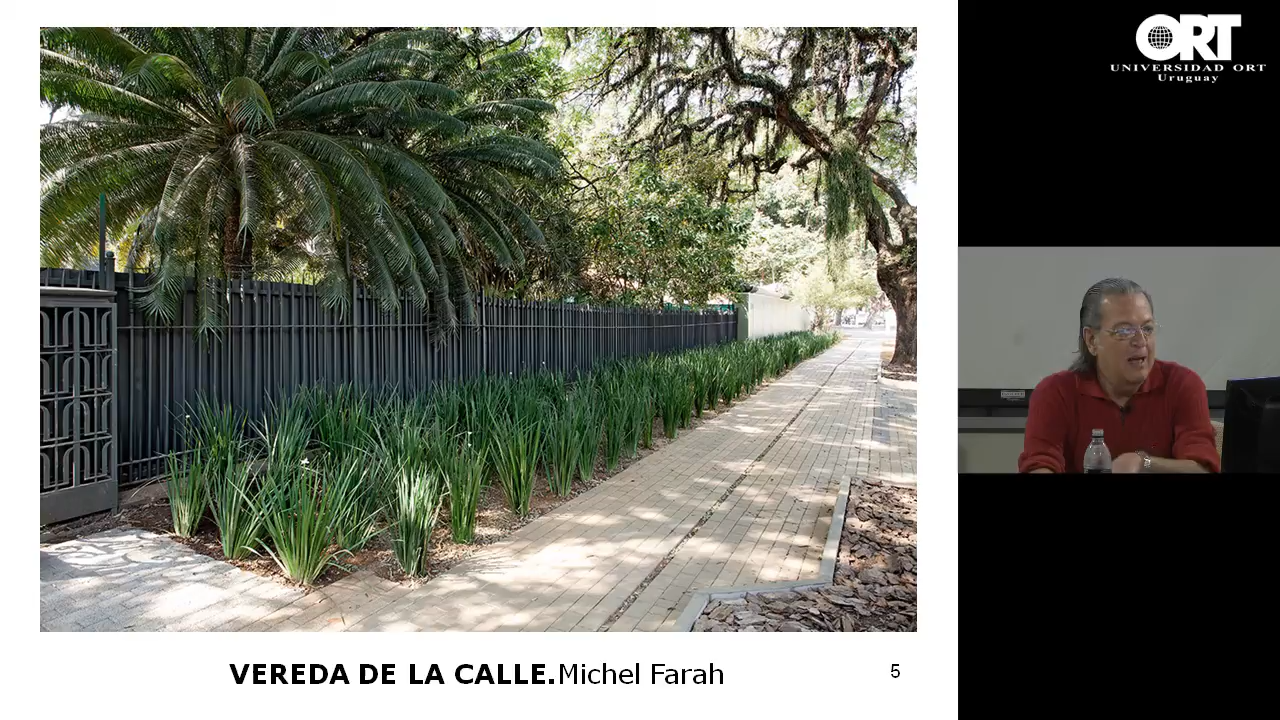 ORT
UNIVERSIDAD ORT
Uruguay
VEREDA DE LA CALLE.Michel Farah
5